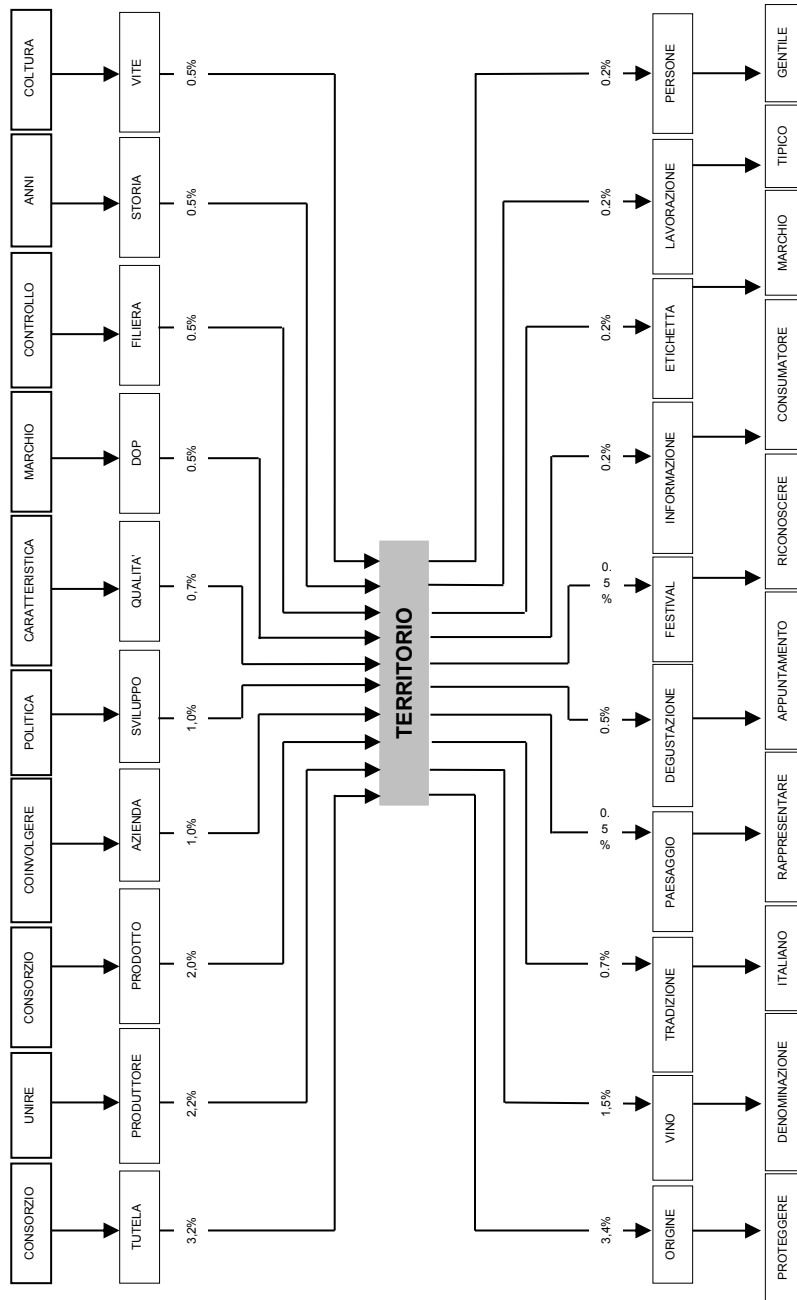 CONSORZIO
UNIRE
CONSORZIO
COINVOLGERE
POLITICA
CARATTERISTICA
MARCHIO
CONTROLLO
ANNI
COLTURA
TUTELA
PRODUTTORE
PRODOTTO
AZIENDA
SVILUPPO
QUALITA'
DOP
FILIERA
STORIA
VITE
3,2%
2,2%
2,0%
1,0%
1,0%
0,7%
0.5%
0.5%
0.5%
0.5%
TERRITORIO
3,4%
1,5%
0.7%
0.
5
%
0.5%
0.
5
%
0.2%
0.2%
0.2%
0.2%
ORIGINE
VINO
TRADIZIONE
PAESAGGIO
DEGUSTAZIONE
FESTIVAL
INFORMAZIONE
ETICHETTA
LAVORAZIONE
PERSONE
PROTEGGERE
DENOMINAZIONE
ITALIANO
RAPPRESENTARE
APPUNTAMENTO
RICONOSCERE
CONSUMATORE
MARCHIO
TIPICO
GENTILE